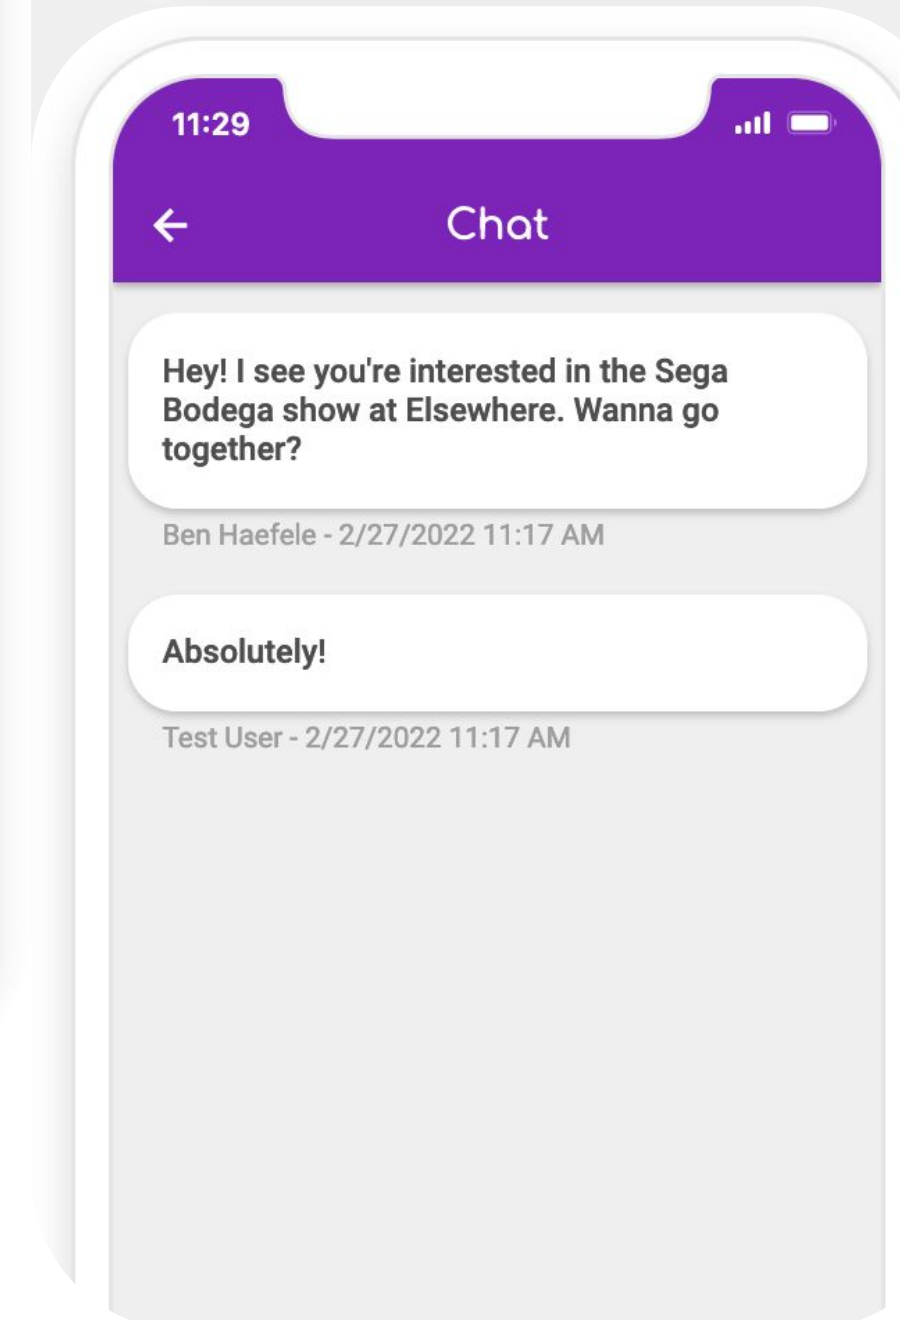 11:29
Chat
Hey! I see you're interested in the Sega
Bodega show at Elsewhere. Wanna go
together?
Ben Haefele - 2/27/2022 11:17 AM
Absolutely!
Test User - 2/27/2022 11:17 AM